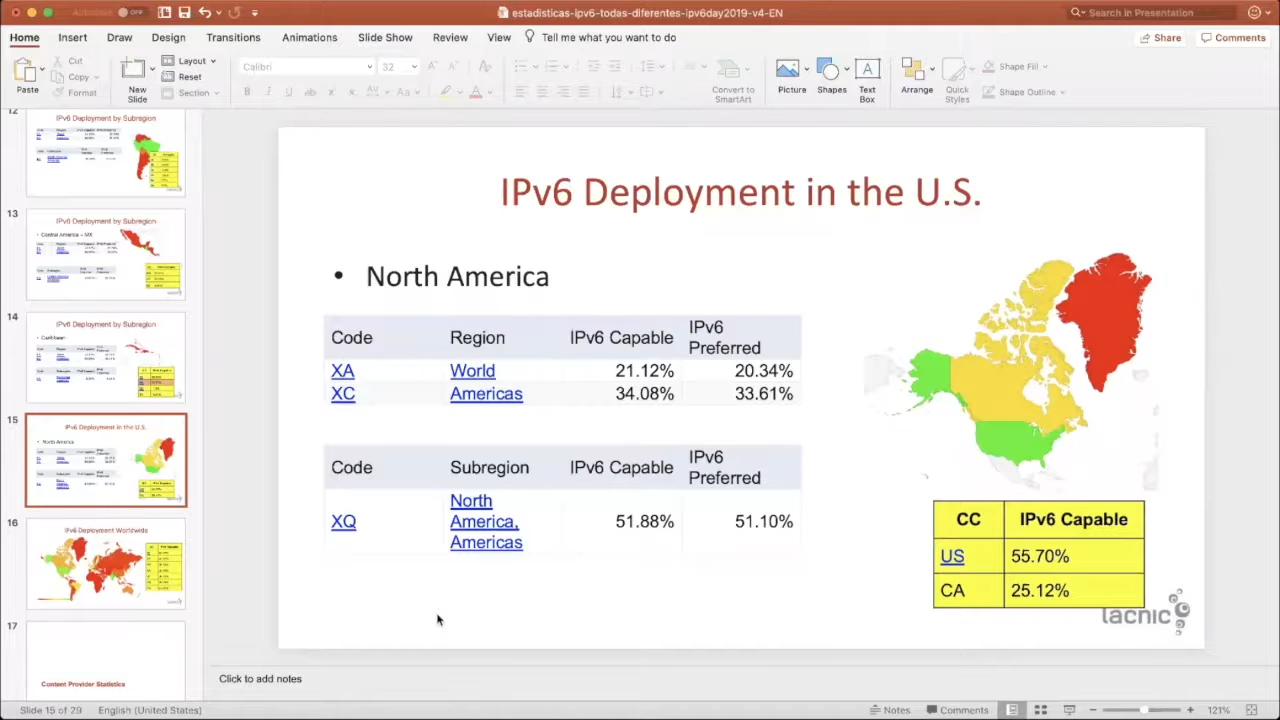 AutoSave OFF
estadisticas-ipv6-todas-diferentes-ipv6day2019-v4-EN
Search in Presentation
Home Insert Draw Design Transitions Animations Slide Show Review View Tell me what you want to do Share Comments
Paste
Cut
Copy
Format
New Slide
Layout
Reset
Section
Calibri 32
Convert to SmartArt
Picture
Shapes
Text Box
Arrange
Quick Styles
Shape Fill
Shape Outline
12
IPv6 Deployment by Subregion
13
IPv6 Deployment by Subregion
• Central America – MX
14
IPv6 Deployment by Subregion
• Caribbean
15
IPv6 Deployment in the U.S.
• North America
16
IPv6 Deployment Worldwide
17
Content Provider Statistics
IPv6 Deployment in the U.S.
• North America
Code Region IPv6 Capable IPv6 Preferred
XA World 21.12% 20.34%
XC Americas 34.08% 33.61%
Code Subregion IPv6 Capable IPv6 Preferred
XQ North America, Americas 51.88% 51.10%
CC IPv6 Capable
US 55.70%
CA 25.12%
lacnic
Click to add notes
Slide 15 of 29 English (United States) Notes Comments 121%